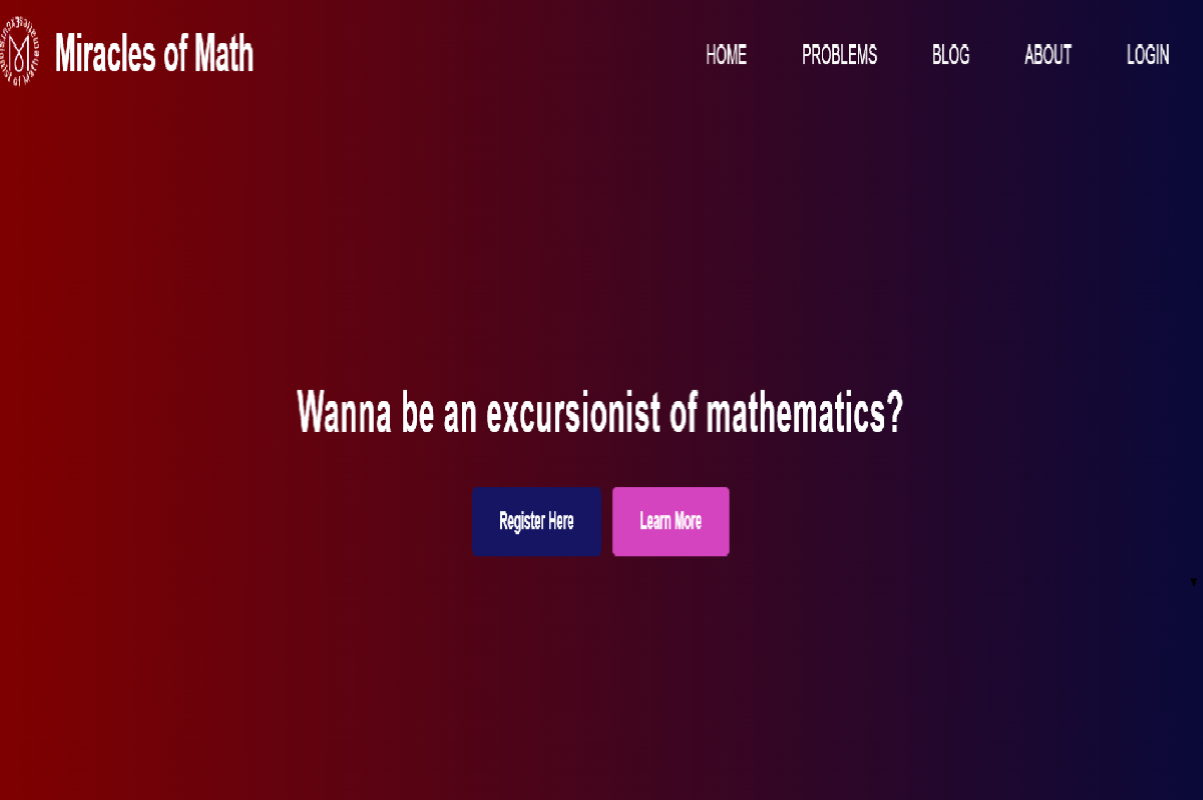 Miracles of Math
HOME PROBLEMS BLOG ABOUT LOGIN
Wanna be an excursionist of mathematics?
Register Here
Learn More